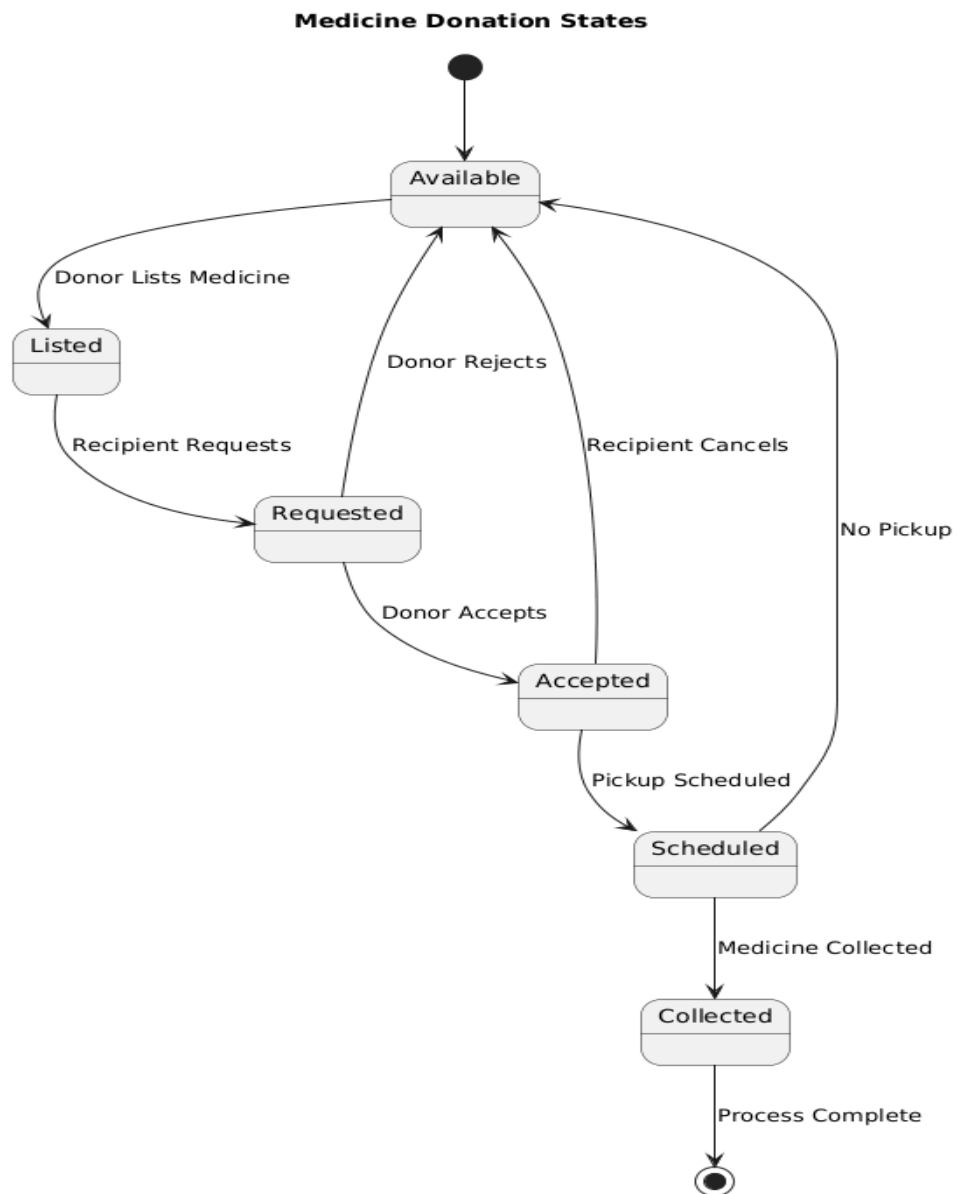 Medicine Donation States
Available
Donor Lists Medicine
Listed
Donor Rejects
Recipient Requests
Recipient Cancels
Requested
No Pickup
Donor Accepts
Accepted
Pickup Scheduled
Scheduled
Medicine Collected
Collected
Process Complete